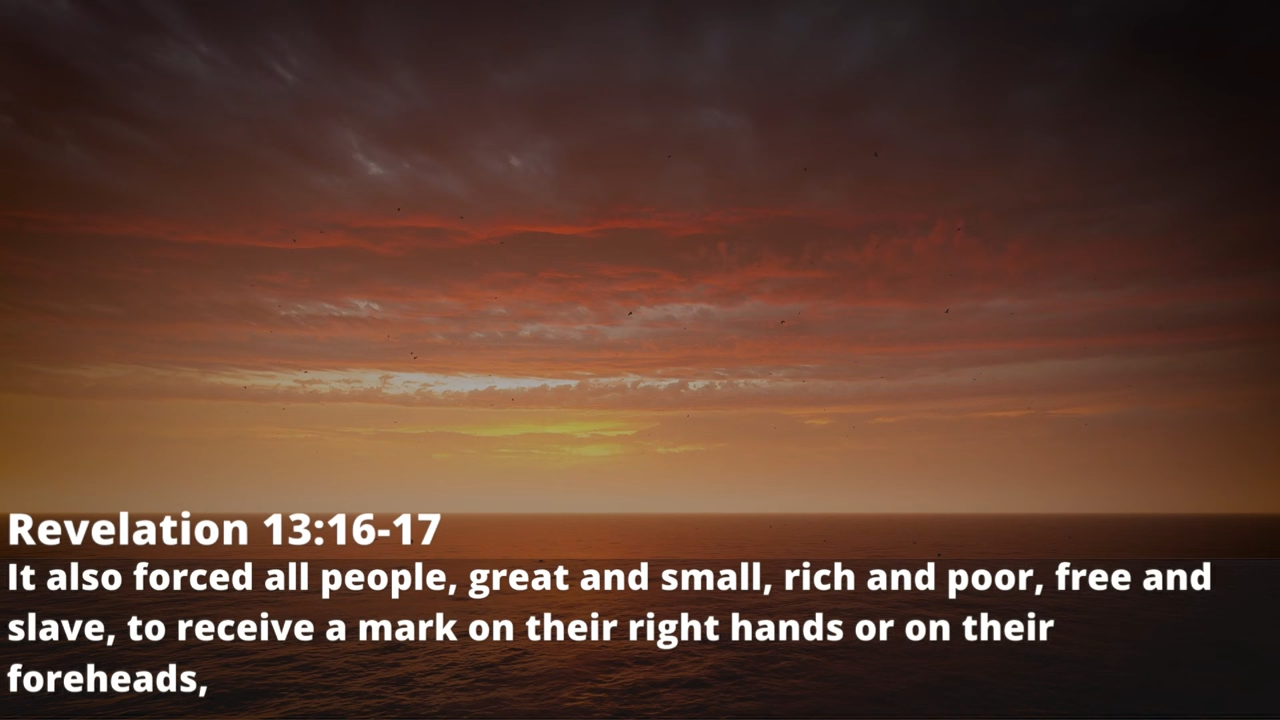 Revelation 13:16-17
It also forced all people, great and small, rich and poor, free and
slave, to receive a mark on their right hands or on their
foreheads,